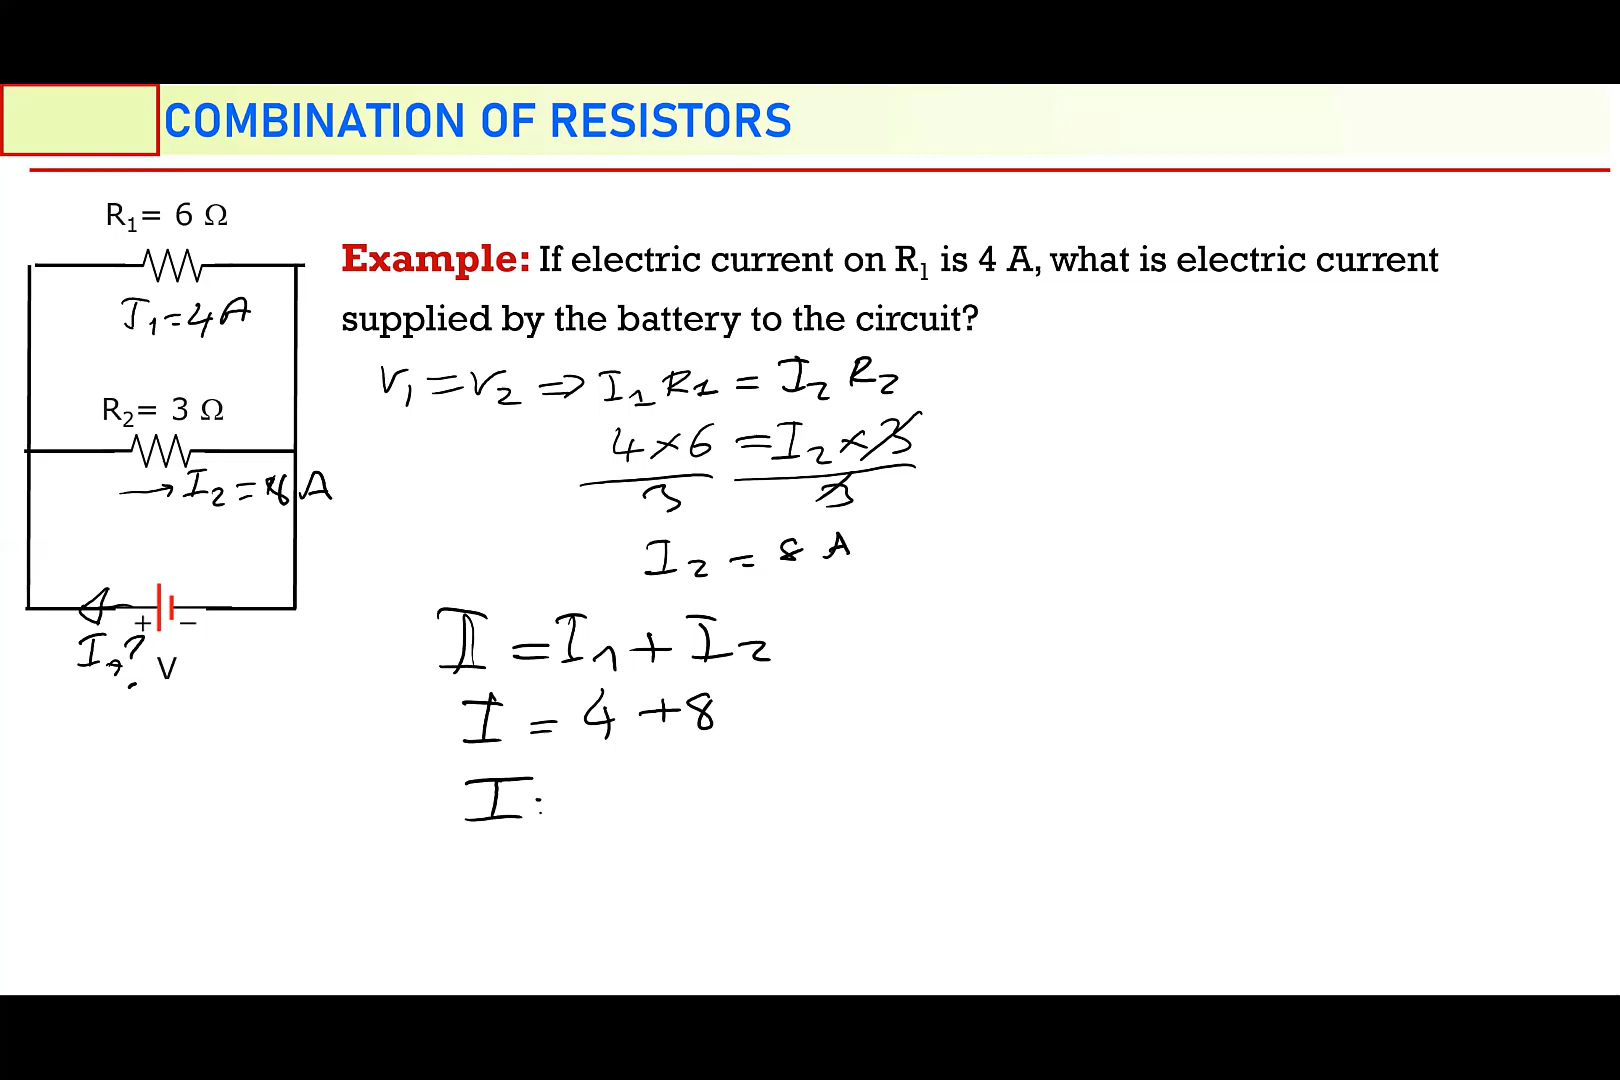 COMBINATION OF RESISTORS
R₁= 6 Ω
I₁=4A
R₂= 3 Ω
I₂=8A
+ −
I=?
V
Example: If electric current on R₁ is 4 A, what is electric current
supplied by the battery to the circuit?
V₁=V₂ ⇒ I₁R₁ = I₂R₂
4×6 = I₂×3
3 3
I₂ = 8 A
I = I₁ + I₂
I = 4 + 8
I